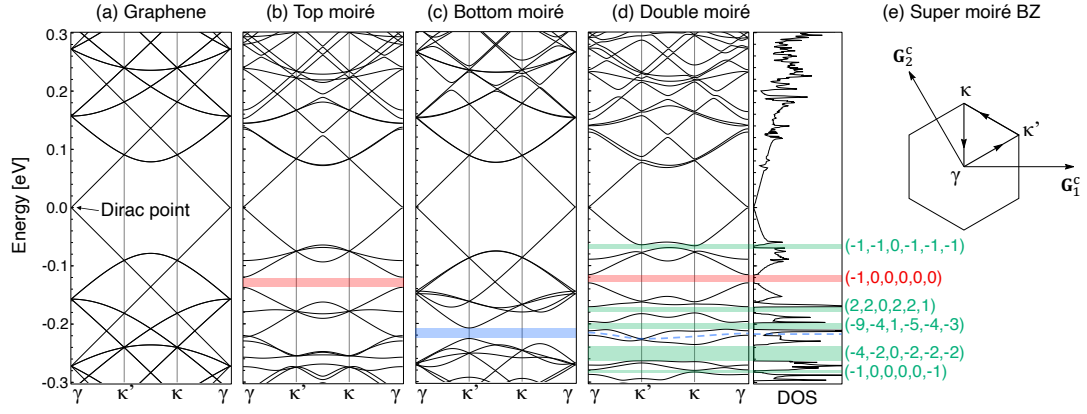 (a) Graphene
(b) Top moiré
(c) Bottom moiré
(d) Double moiré
(e) Super moiré BZ
Energy [eV]
0.3
0.2
0.1
0.0
-0.1
-0.2
-0.3
Dirac point
γ κ' κ γ
γ κ' κ γ
γ κ' κ γ
γ κ' κ γ
DOS
(-1,-1,0,-1,-1,-1)
(-1,0,0,0,0,0)
(2,2,0,2,2,1)
(-9,-4,1,-5,-4,-3)
(-4,-2,0,-2,-2,-2)
(-1,0,0,0,0,-1)
G₂ᶜ
κ
κ'
γ
G₁ᶜ